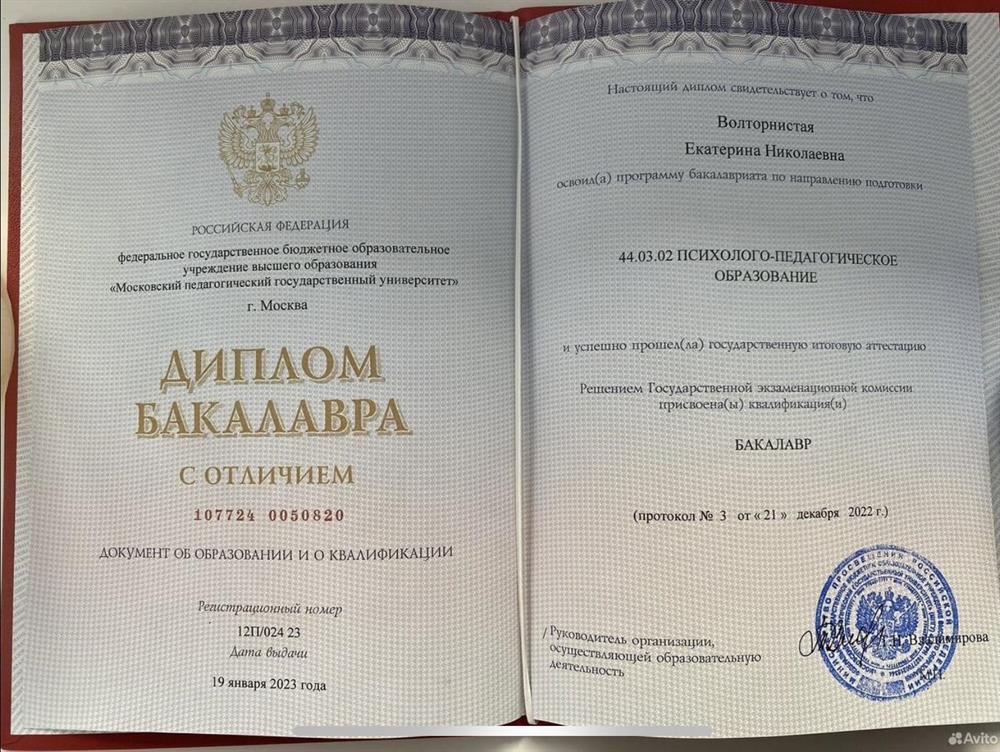 РОССИЙСКАЯ ФЕДЕРАЦИЯ
федеральное государственное бюджетное образовательное
учреждение высшего образования
«Московский педагогический государственный университет»
г. Москва
ДИПЛОМ
БАКАЛАВРА
С ОТЛИЧИЕМ
107724 0050820
ДОКУМЕНТ ОБ ОБРАЗОВАНИИ И О КВАЛИФИКАЦИИ
Регистрационный номер
12П/024 23
Дата выдачи
19 января 2023 года
Настоящий диплом свидетельствует о том, что
Волторнистая
Екатерина Николаевна
освоил(а) программу бакалавриата по направлению подготовки
44.03.02 ПСИХОЛОГО-ПЕДАГОГИЧЕСКОЕ
ОБРАЗОВАНИЕ
и успешно прошел(ла) государственную итоговую аттестацию
Решением Государственной экзаменационной комиссии
присвоена(ы) квалификация(и)
БАКАЛАВР
(протокол № 3 от « 21 » декабря 2022 г.)
/ Руководитель организации,
осуществляющей образовательную
деятельность
Владимирова
Avito